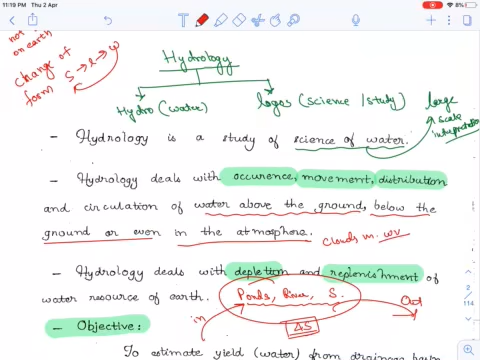 11:19 PM Thu 2 Apr
8%
not in
on earth
change of
form
S → l → w
Hydrology
Hydro (water)
logos (science / study)
large
scale
interpretation
- Hydrology is a study of science of water.
- Hydrology deals with occurence, movement, distribution
and circulation of water above the ground, below the
ground or even in the atmosphere.
clouds in. wv
- Hydrology deals with depletion and replenishment of
water resource of earth.
Ponds, River, S.
in
Out
ΔS
2
114
- Objective:
To estimate yield (water) from drainage basin